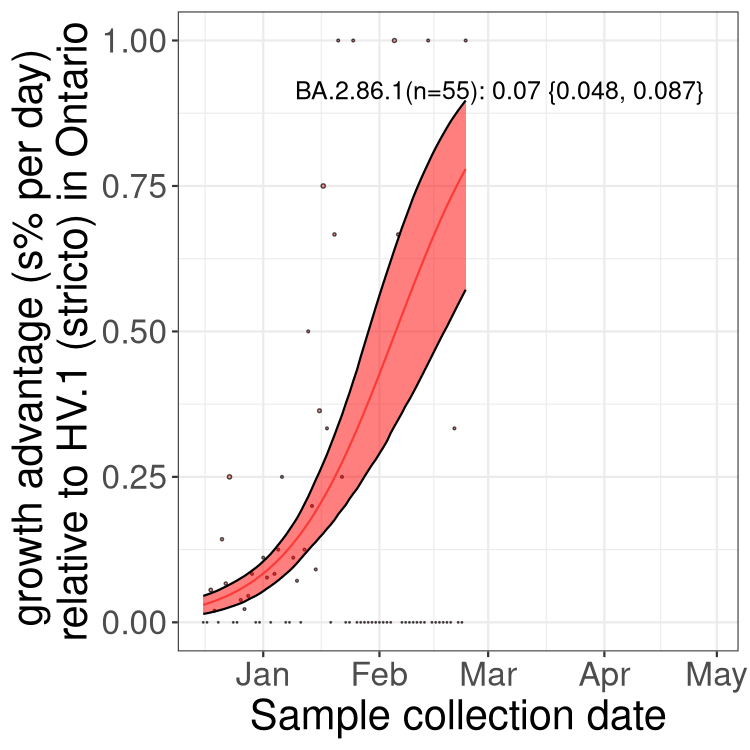 growth advantage (s% per day)
relative to HV.1 (stricto) in Ontario
1.00
0.75
0.50
0.25
0.00
BA.2.86.1(n=55): 0.07 {0.048, 0.087}
Jan Feb Mar Apr May
Sample collection date